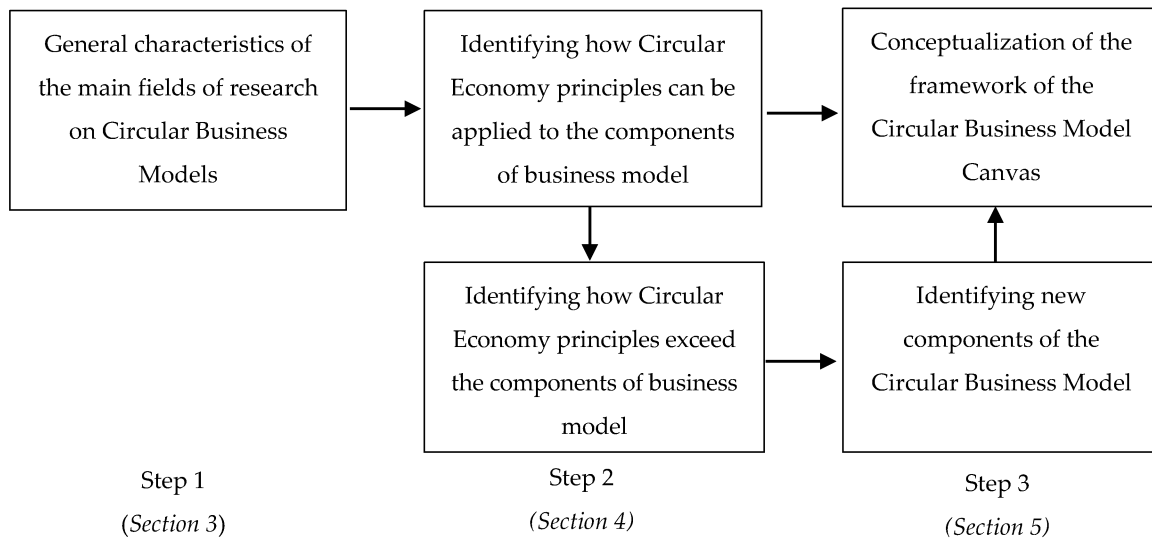 General characteristics of
the main fields of research
on Circular Business
Models
Identifying how Circular
Economy principles can be
applied to the components
of business model
Conceptualization of the
framework of the
Circular Business Model
Canvas
Identifying how Circular
Economy principles exceed
the components of business
model
Identifying new
components of the
Circular Business Model
Step 1
(Section 3)
Step 2
(Section 4)
Step 3
(Section 5)